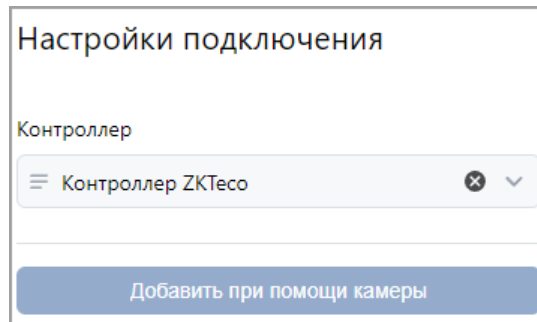 Настройки подключения
Контроллер
Контроллер ZKTeco
Добавить при помощи камеры